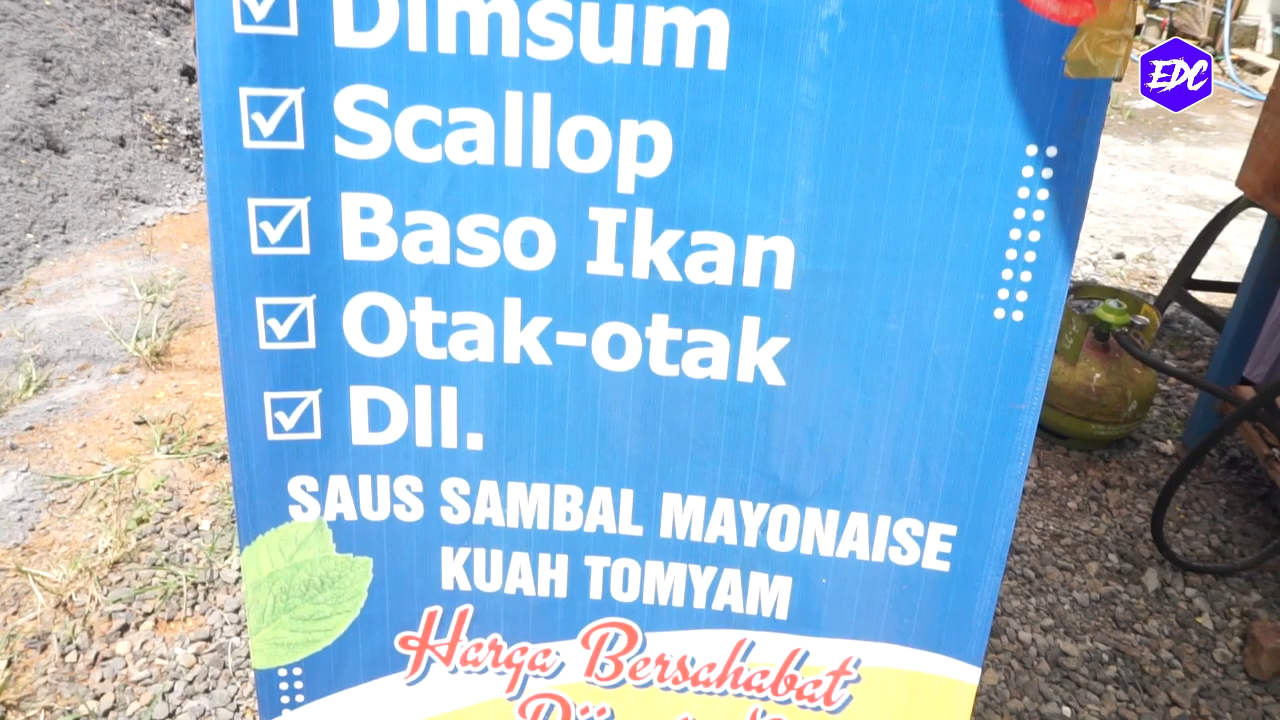 EDC
Dimsum
Scallop
Baso Ikan
Otak-otak
Dll.
SAUS SAMBAL MAYONAISE
KUAH TOMYAM
Harga Bersahabat